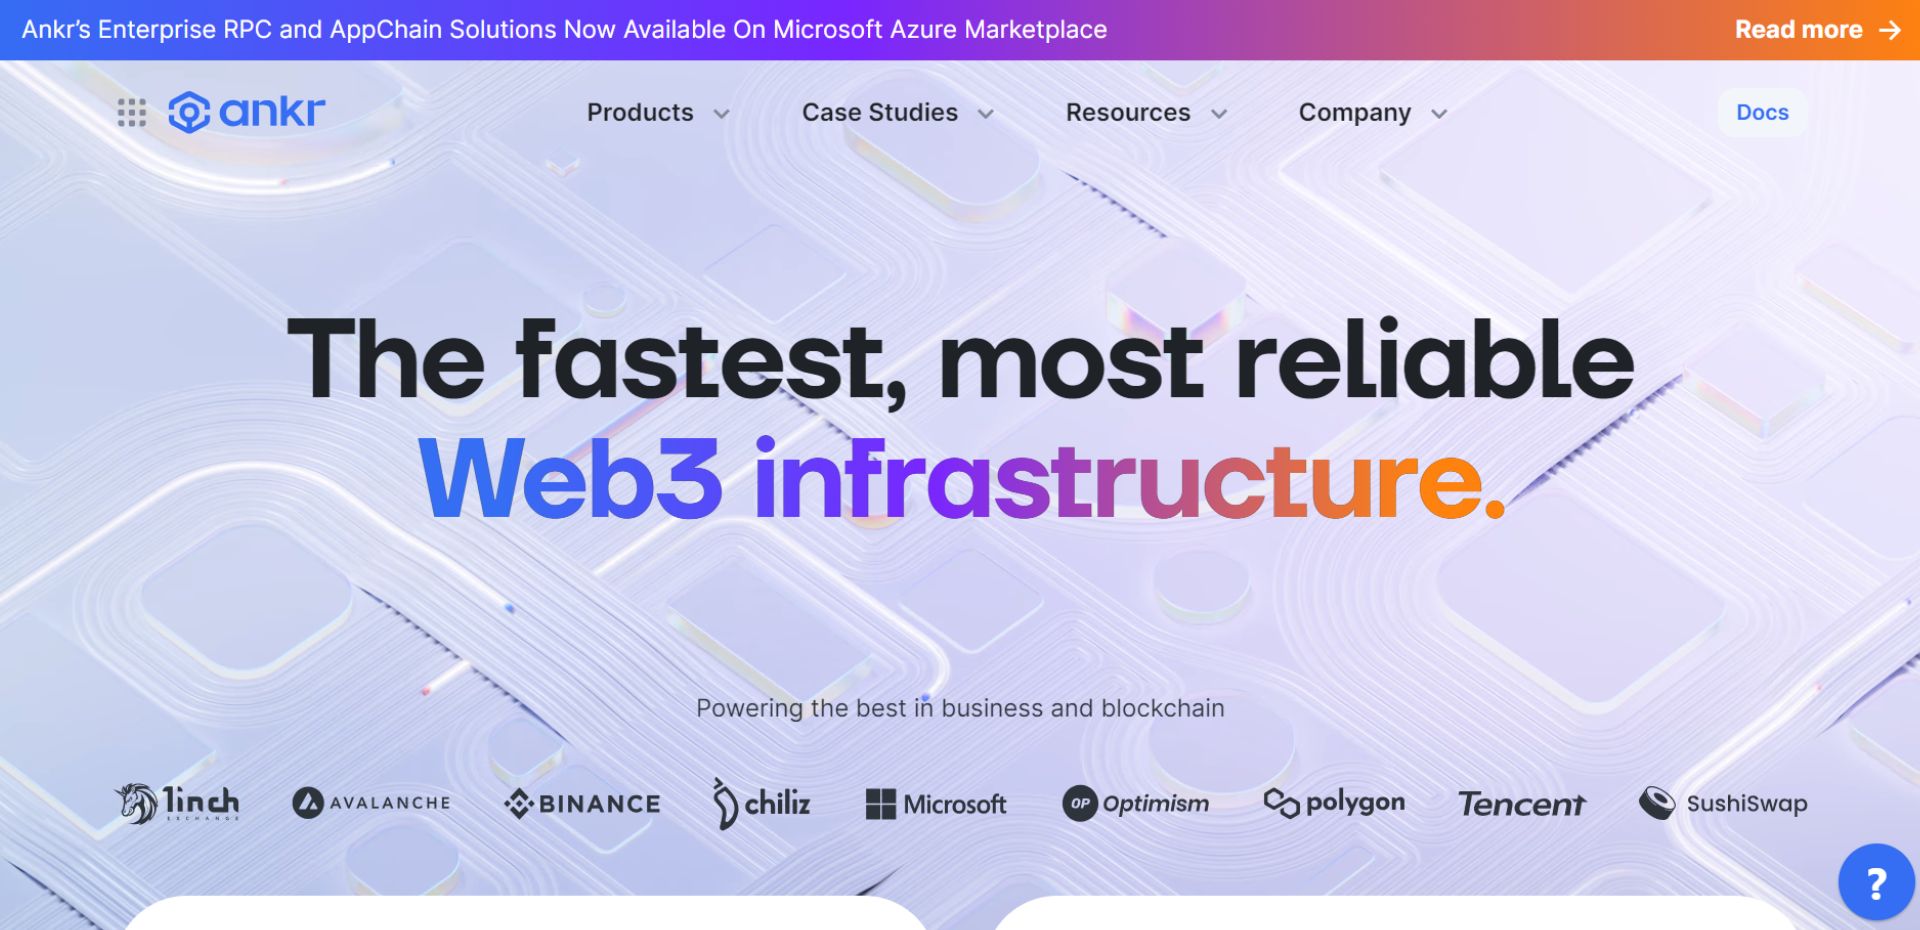 Ankr’s Enterprise RPC and AppChain Solutions Now Available On Microsoft Azure Marketplace
Read more →
ankr
Products
Case Studies
Resources
Company
Docs
The fastest, most reliable
Web3 infrastructure.
Powering the best in business and blockchain
1inch
EXCHANGE
AVALANCHE
BINANCE
chiliz
Microsoft
OP Optimism
polygon
Tencent
SushiSwap
?